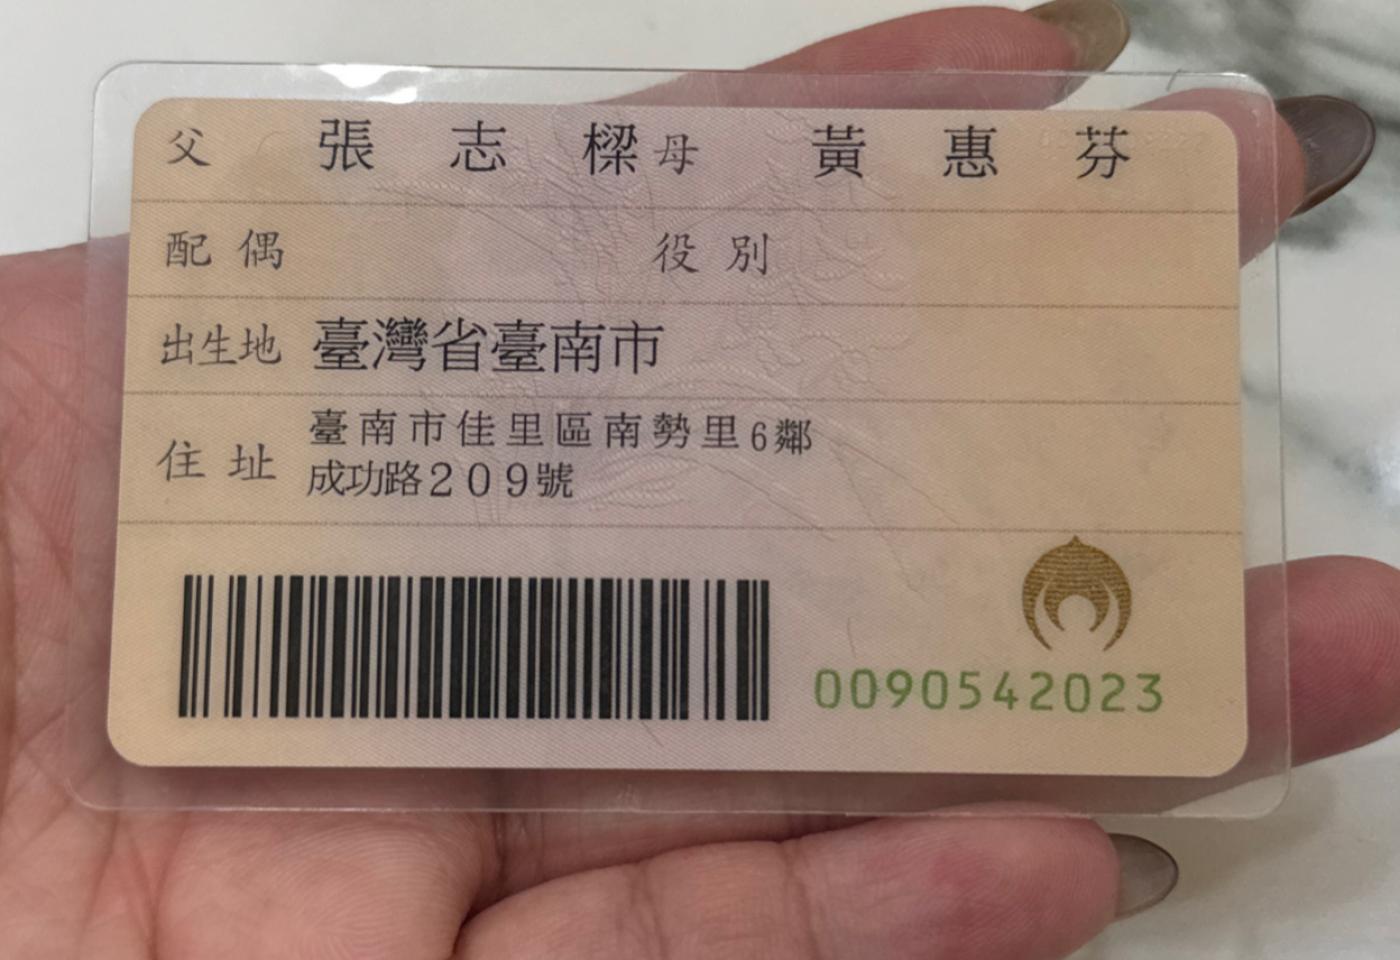 父 張志樑 母 黃惠芬
配偶 役別
出生地 臺灣省臺南市
住址 臺南市佳里區南勢里6鄰
成功路209號
0090542023